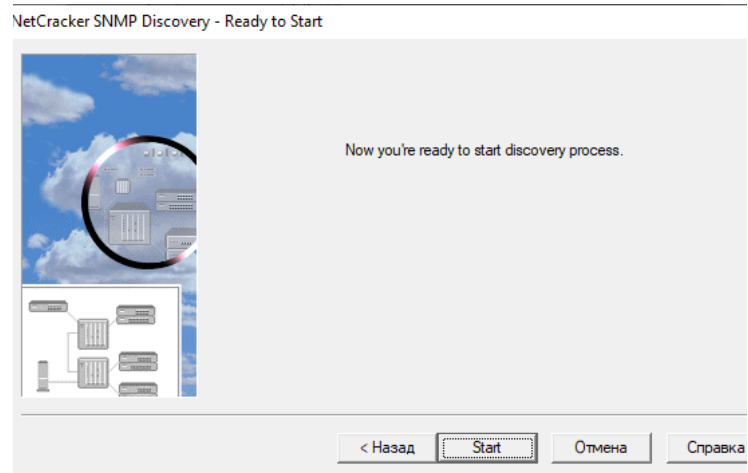 NetCracker SNMP Discovery - Ready to Start
Now you're ready to start discovery process.
< Назад
Start
Отмена
Справка